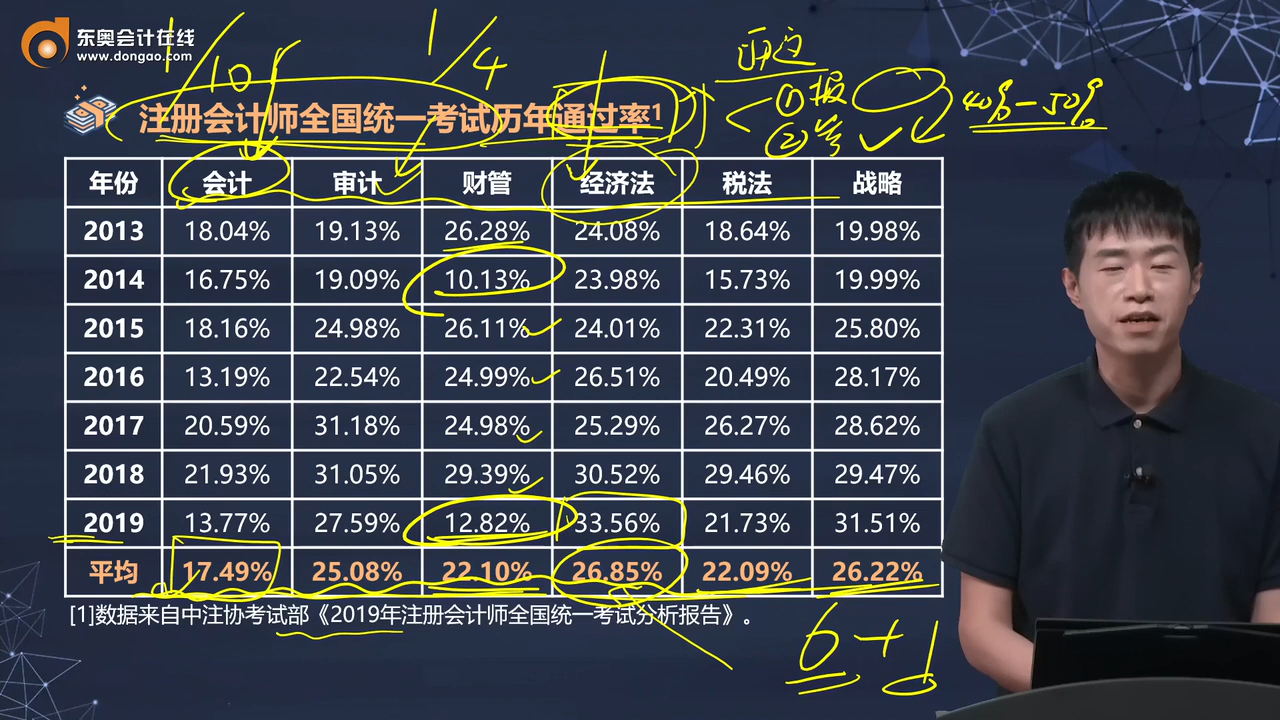 东奥会计在线
www.dongao.com
1/10
1/4
①报
②考
40%-50%
注册会计师全国统一考试历年通过率1
年份 会计 审计 财管 经济法 税法 战略
2013 18.04% 19.13% 26.28% 24.08% 18.64% 19.98%
2014 16.75% 19.09% 10.13% 23.98% 15.73% 19.99%
2015 18.16% 24.98% 26.11% 24.01% 22.31% 25.80%
2016 13.19% 22.54% 24.99% 26.51% 20.49% 28.17%
2017 20.59% 31.18% 24.98% 25.29% 26.27% 28.62%
2018 21.93% 31.05% 29.39% 30.52% 29.46% 29.47%
2019 13.77% 27.59% 12.82% 33.56% 21.73% 31.51%
平均 17.49% 25.08% 22.10% 26.85% 22.09% 26.22%
[1]数据来自中注协考试部《2019年注册会计师全国统一考试分析报告》。
6+1